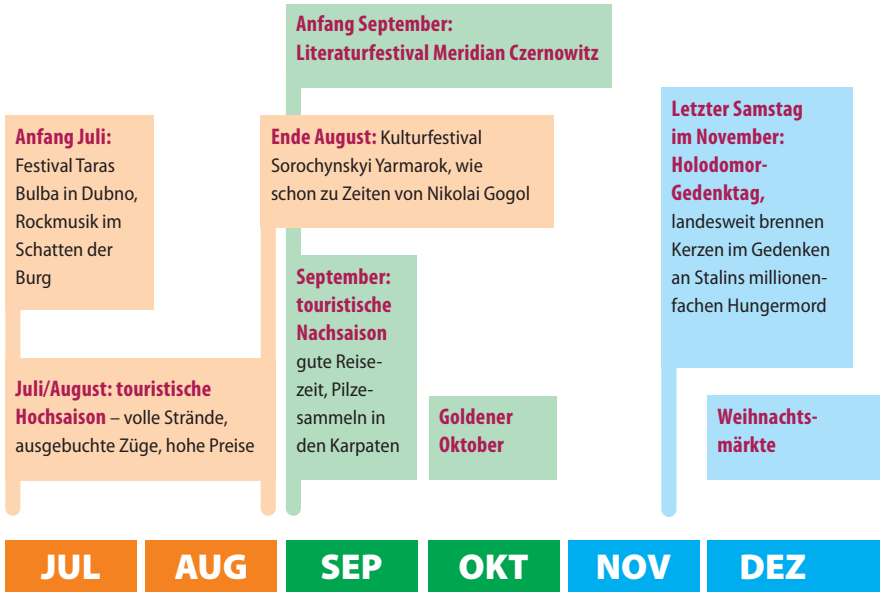 Anfang September:
Literaturfestival Meridian Czernowitz
Anfang Juli:
Festival Taras
Bulba in Dubno,
Rockmusik im
Schatten der
Burg
Ende August: Kulturfestival
Sorochynskyi Yarmarok, wie
schon zu Zeiten von Nikolai Gogol
Letzter Samstag
im November:
Holodomor-
Gedenktag,
landesweit brennen
Kerzen im Gedenken
an Stalins millionen-
fachen Hungermord
Juli/August: touristische
Hochsaison – volle Strände,
ausgebuchte Züge, hohe Preise
September:
touristische
Nachsaison
gute Reise-
zeit, Pilze-
sammeln in
den Karpaten
Goldener
Oktober
Weihnachts-
märkte
JUL AUG SEP OKT NOV DEZ